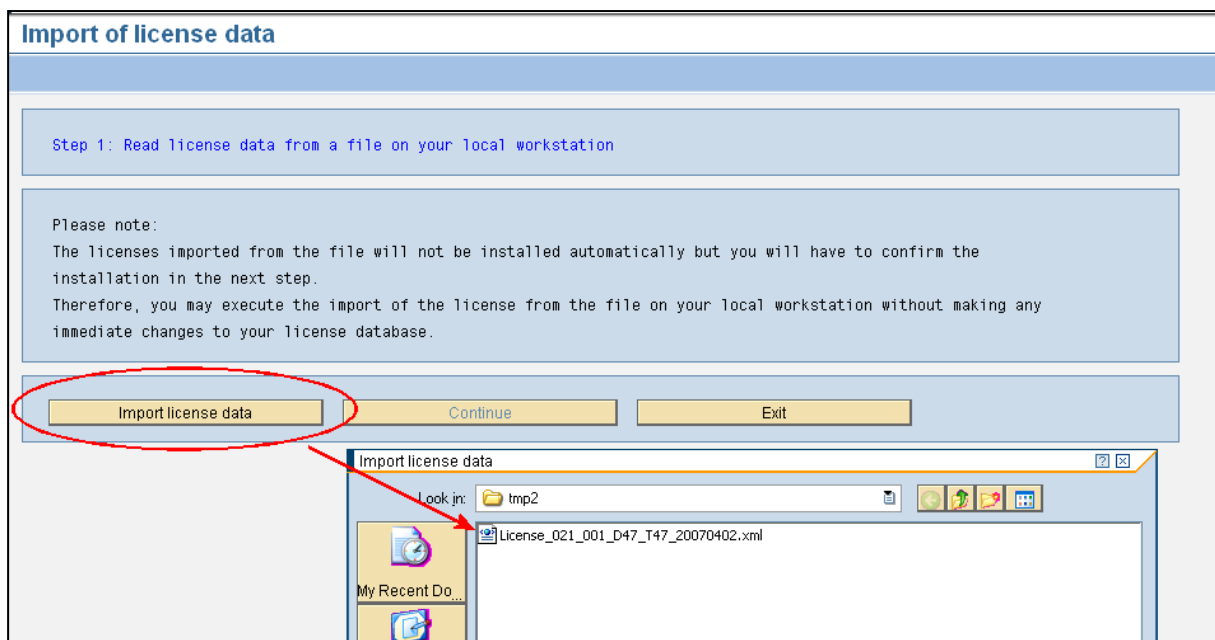 Import of license data
Step 1: Read license data from a file on your local workstation
Please note:
The licenses imported from the file will not be installed automatically but you will have to confirm the
installation in the next step.
Therefore, you may execute the import of the license from the file on your local workstation without making any
immediate changes to your license database.
Import license data Continue Exit
Import license data
Look in: tmp2
License_021_001_D47_T47_20070402.xml
My Recent Do...